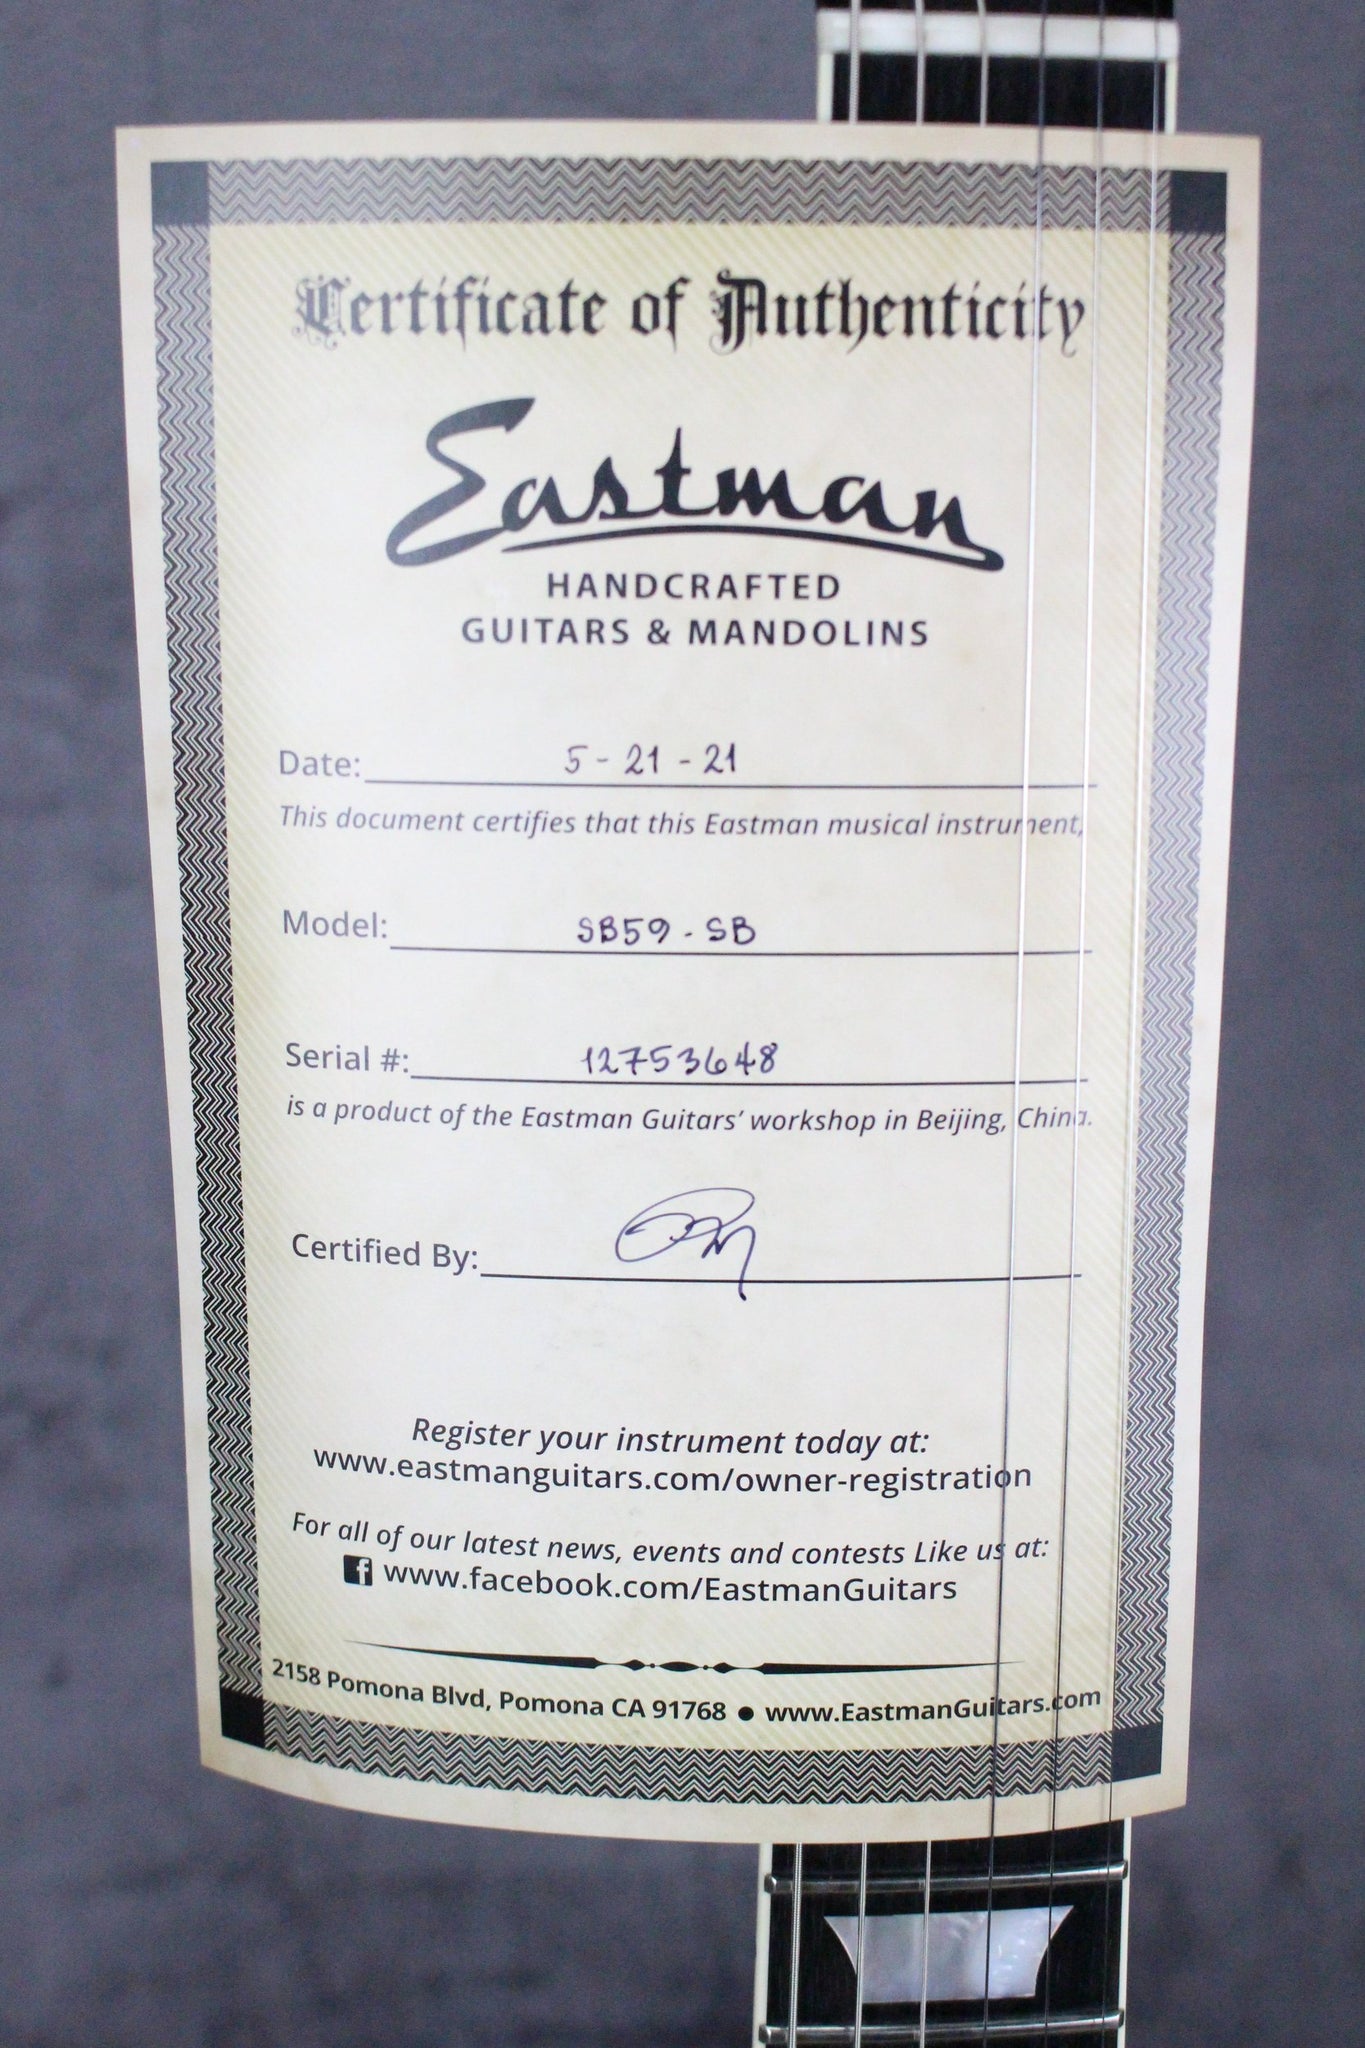 Certificate of Authenticity
Eastman
HANDCRAFTED
GUITARS & MANDOLINS
Date: 5-21-21
This document certifies that this Eastman musical instrument,
Model: SB59-SB
Serial #: 12753648
is a product of the Eastman Guitars' workshop in Beijing, China.
Certified By:
Register your instrument today at:
www.eastmanguitars.com/owner-registration
For all of our latest news, events and contests Like us at:
f www.facebook.com/EastmanGuitars
2158 Pomona Blvd, Pomona CA 91768 ● www.EastmanGuitars.com